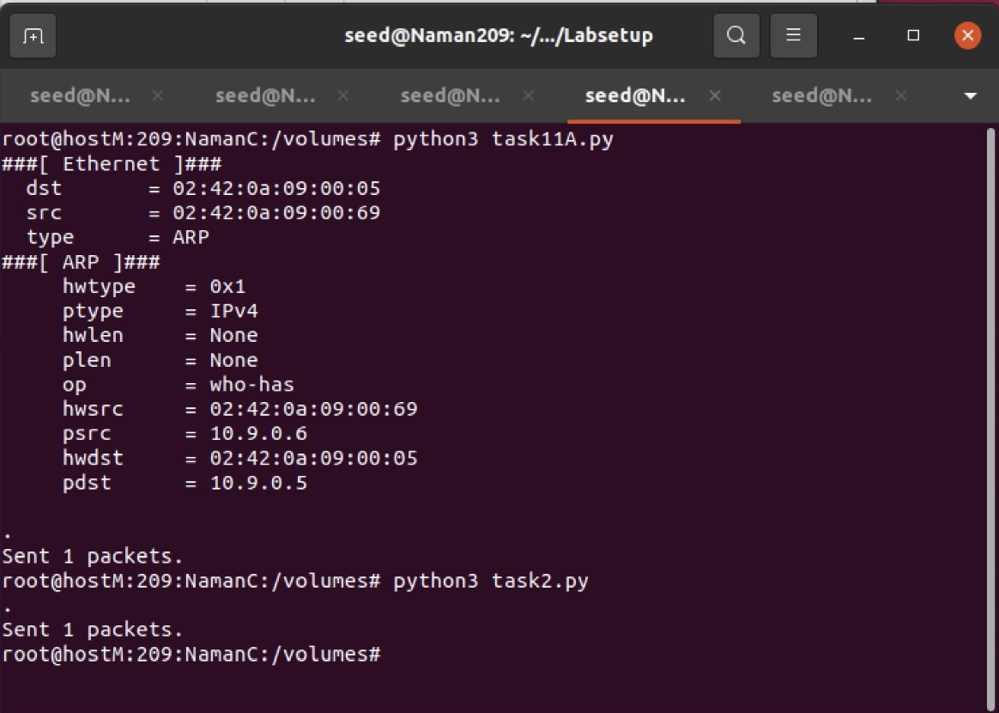 seed@Naman209: ~/.../Labsetup
seed@N... seed@N... seed@N... seed@N... seed@N...
root@hostM:209:NamanC:/volumes# python3 task11A.py
###[ Ethernet ]###
  dst       = 02:42:0a:09:00:05
  src       = 02:42:0a:09:00:69
  type      = ARP
###[ ARP ]###
     hwtype    = 0x1
     ptype     = IPv4
     hwlen     = None
     plen      = None
     op        = who-has
     hwsrc     = 02:42:0a:09:00:69
     psrc      = 10.9.0.6
     hwdst     = 02:42:0a:09:00:05
     pdst      = 10.9.0.5
.
Sent 1 packets.
root@hostM:209:NamanC:/volumes# python3 task2.py
.
Sent 1 packets.
root@hostM:209:NamanC:/volumes#